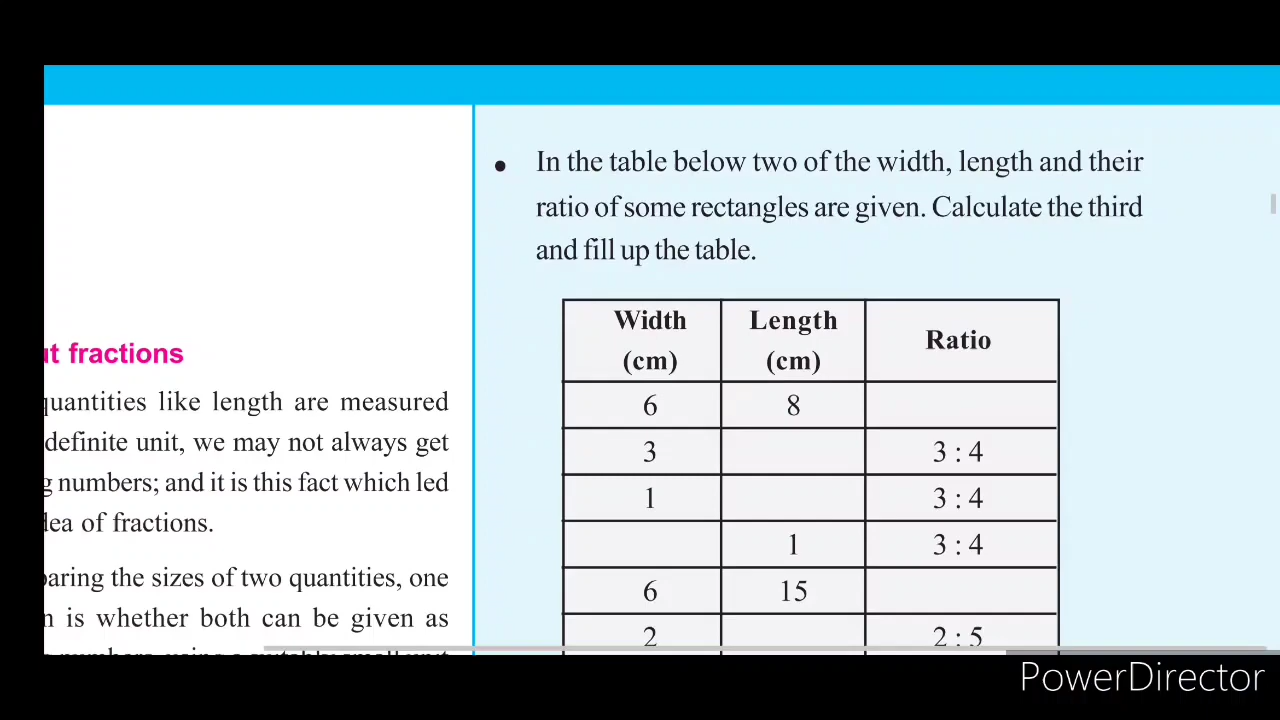 ut fractions
quantities like length are measured
definite unit, we may not always get
g numbers; and it is this fact which led
dea of fractions.
paring the sizes of two quantities, one
n is whether both can be given as
• In the table below two of the width, length and their
ratio of some rectangles are given. Calculate the third
and fill up the table.
Width (cm) Length (cm) Ratio
6 8
3 3 : 4
1 3 : 4
1 3 : 4
6 15
2 2 : 5
PowerDirector